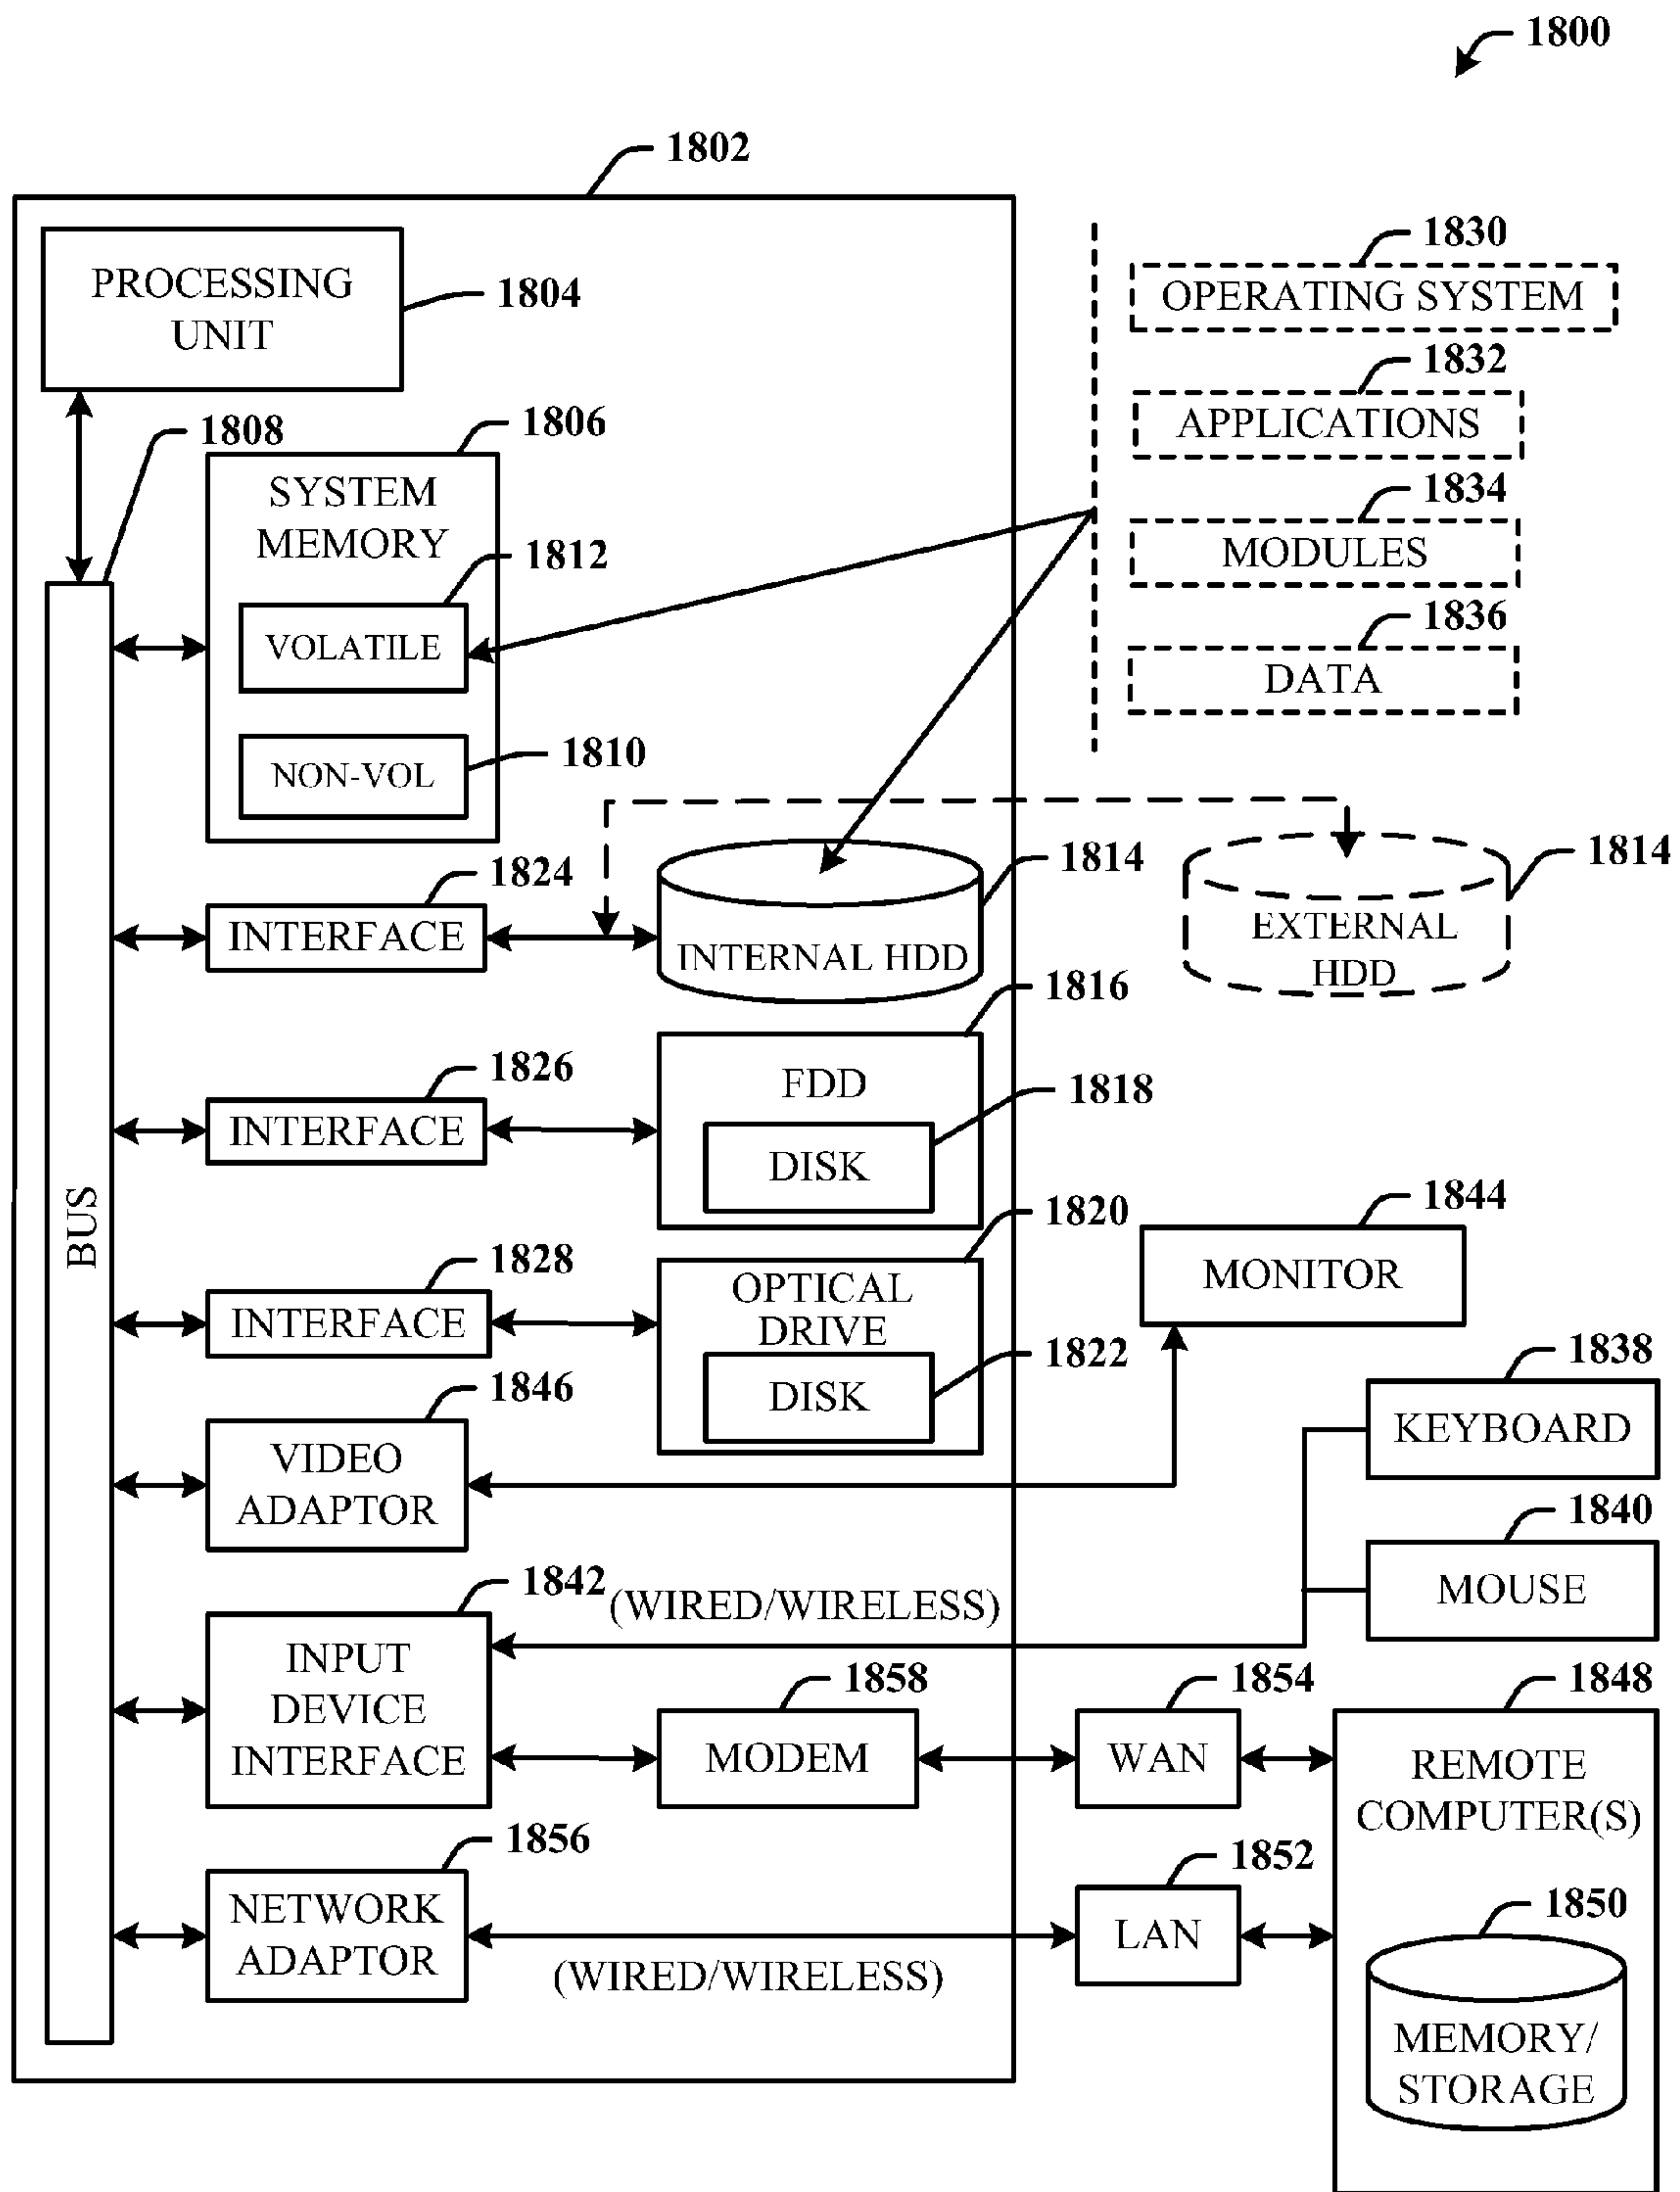 1800
1802
PROCESSING
UNIT
1804
1808
1806
SYSTEM
MEMORY
1812
VOLATILE
1810
NON-VOL
1830
OPERATING SYSTEM
1832
APPLICATIONS
1834
MODULES
1836
DATA
1824
INTERFACE
1814
INTERNAL HDD
1814
EXTERNAL
HDD
1826
INTERFACE
1816
FDD
1818
DISK
BUS
1828
INTERFACE
1820
OPTICAL
DRIVE
1822
DISK
1844
MONITOR
1846
VIDEO
ADAPTOR
1838
KEYBOARD
1840
MOUSE
1842
(WIRED/WIRELESS)
INPUT
DEVICE
INTERFACE
1858
MODEM
1854
WAN
1848
REMOTE
COMPUTER(S)
1856
NETWORK
ADAPTOR
(WIRED/WIRELESS)
1852
LAN
1850
MEMORY/
STORAGE